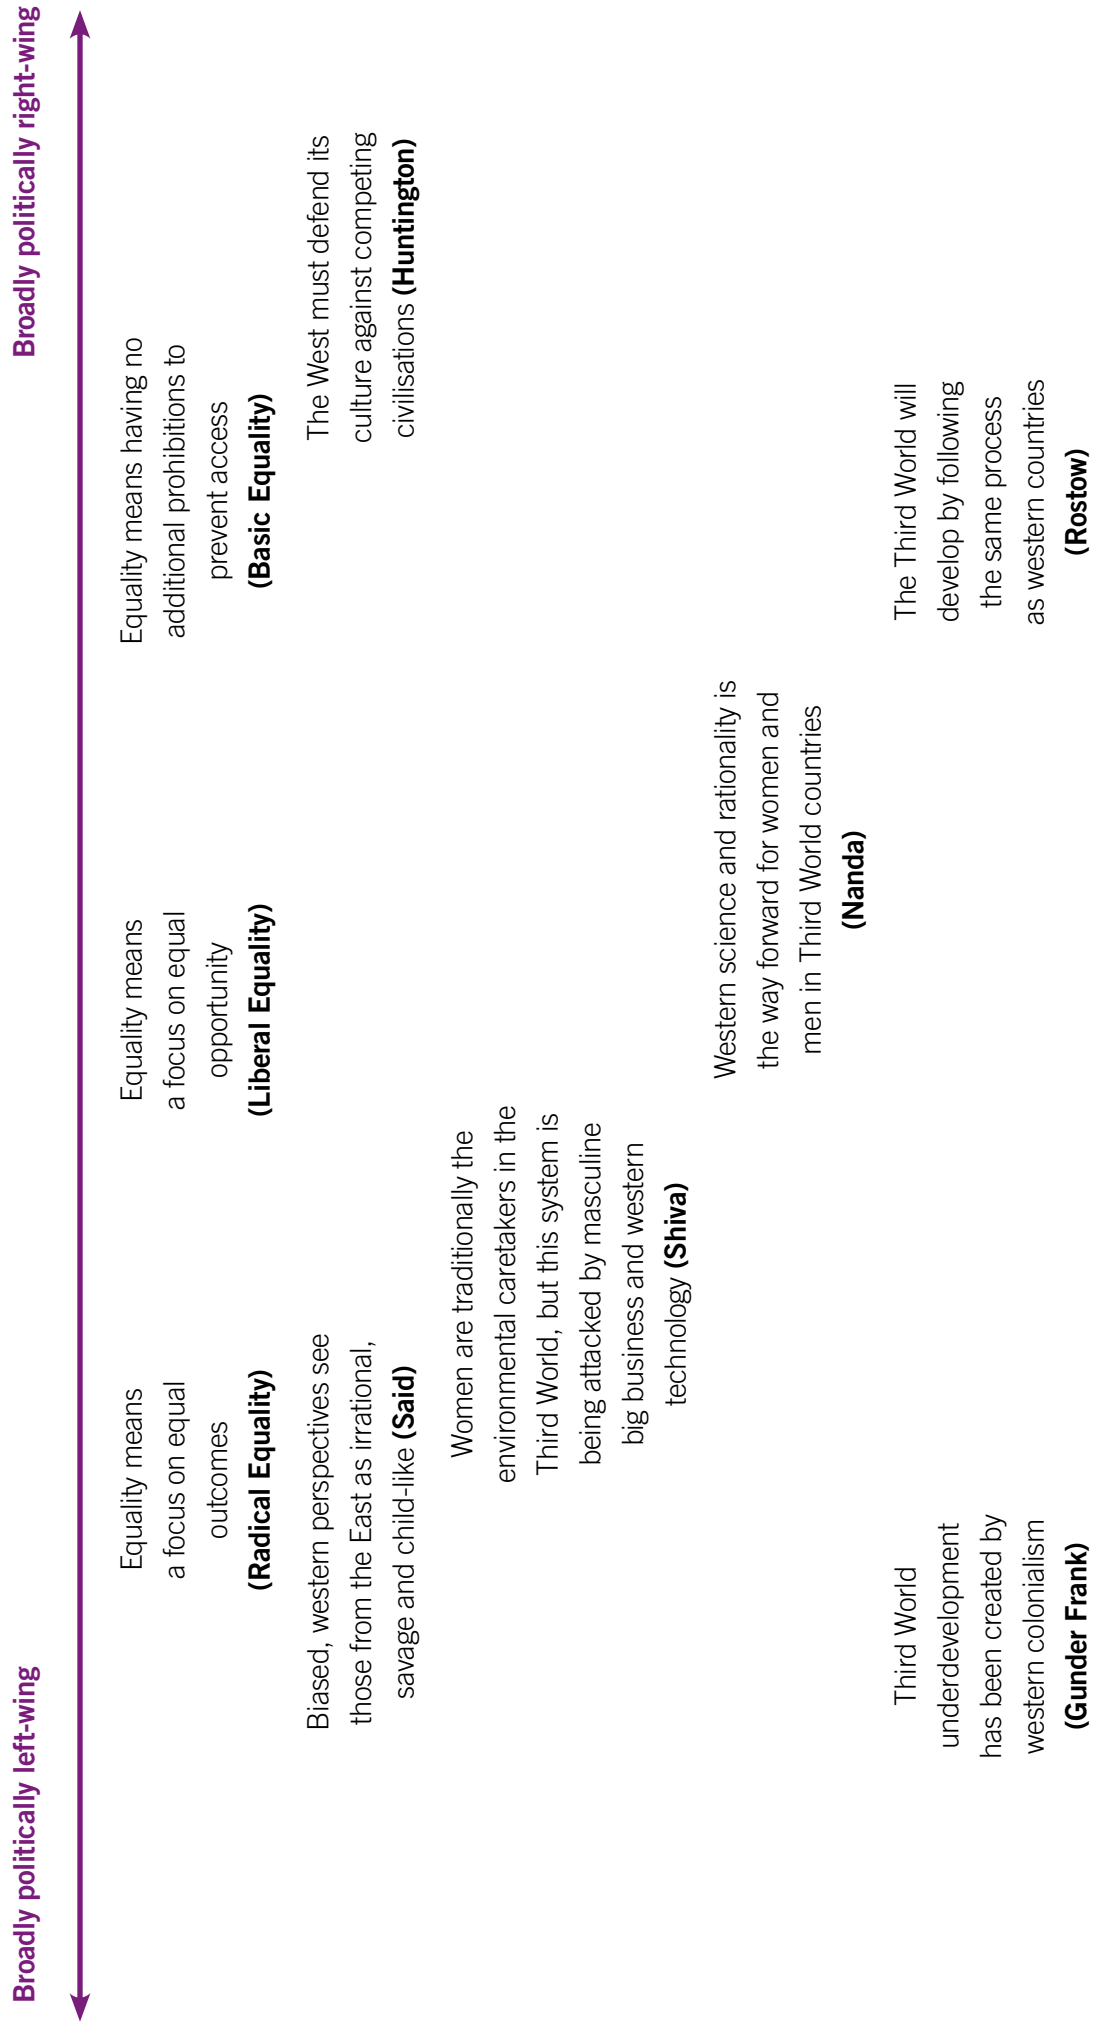 Broadly politically left-wing
Broadly politically right-wing
Equality means
a focus on equal
outcomes
(Radical Equality)
Equality means
a focus on equal
opportunity
(Liberal Equality)
Equality means having no
additional prohibitions to
prevent access
(Basic Equality)
Biased, western perspectives see
those from the East as irrational,
savage and child-like (Said)
The West must defend its
culture against competing
civilisations (Huntington)
Women are traditionally the
environmental caretakers in the
Third World, but this system is
being attacked by masculine
big business and western
technology (Shiva)
Western science and rationality is
the way forward for women and
men in Third World countries
(Nanda)
Third World
underdevelopment
has been created by
western colonialism
(Gunder Frank)
The Third World will
develop by following
the same process
as western countries
(Rostow)